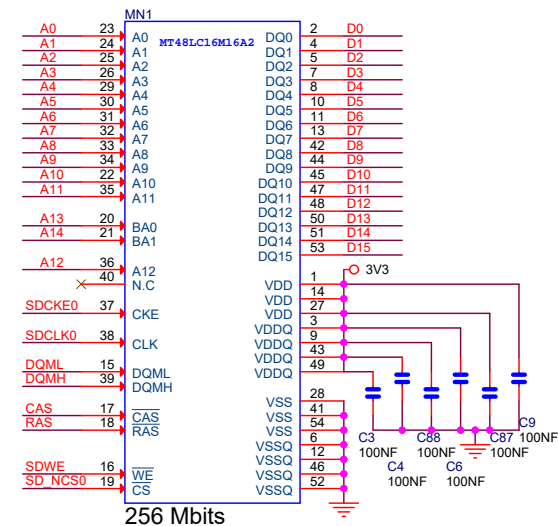 MN1
MT48LC16M16A2
A0 23 A0 DQ0 2 D0
A1 24 A1 DQ1 4 D1
A2 25 A2 DQ2 5 D2
A3 26 A3 DQ3 7 D3
A4 29 A4 DQ4 8 D4
A5 30 A5 DQ5 10 D5
A6 31 A6 DQ6 11 D6
A7 32 A7 DQ7 13 D7
A8 33 A8 DQ8 42 D8
A9 34 A9 DQ9 44 D9
A10 22 A10 DQ10 45 D10
A11 35 A11 DQ11 47 D11
DQ12 48 D12
A13 20 BA0 DQ13 50 D13
A14 21 BA1 DQ14 51 D14
DQ15 53 D15
A12 36 A12
3V3
40 N.C VDD 1
VDD 14
SDCKE0 37 CKE VDD 27
VDDQ 3
SDCLK0 38 CLK VDDQ 9
VDDQ 43
DQML 15 DQML VDDQ 49
DQMH 39 DQMH
VSS 28
CAS 17 CAS VSS 41
RAS 18 RAS VSS 54
VSSQ 6
VSSQ 12
SDWE 16 WE VSSQ 46
SD_NCS0 19 CS VSSQ 52
C3 C88 C87 C9
100NF 100NF 100NF 100NF
C4 C6
100NF 100NF
256 Mbits